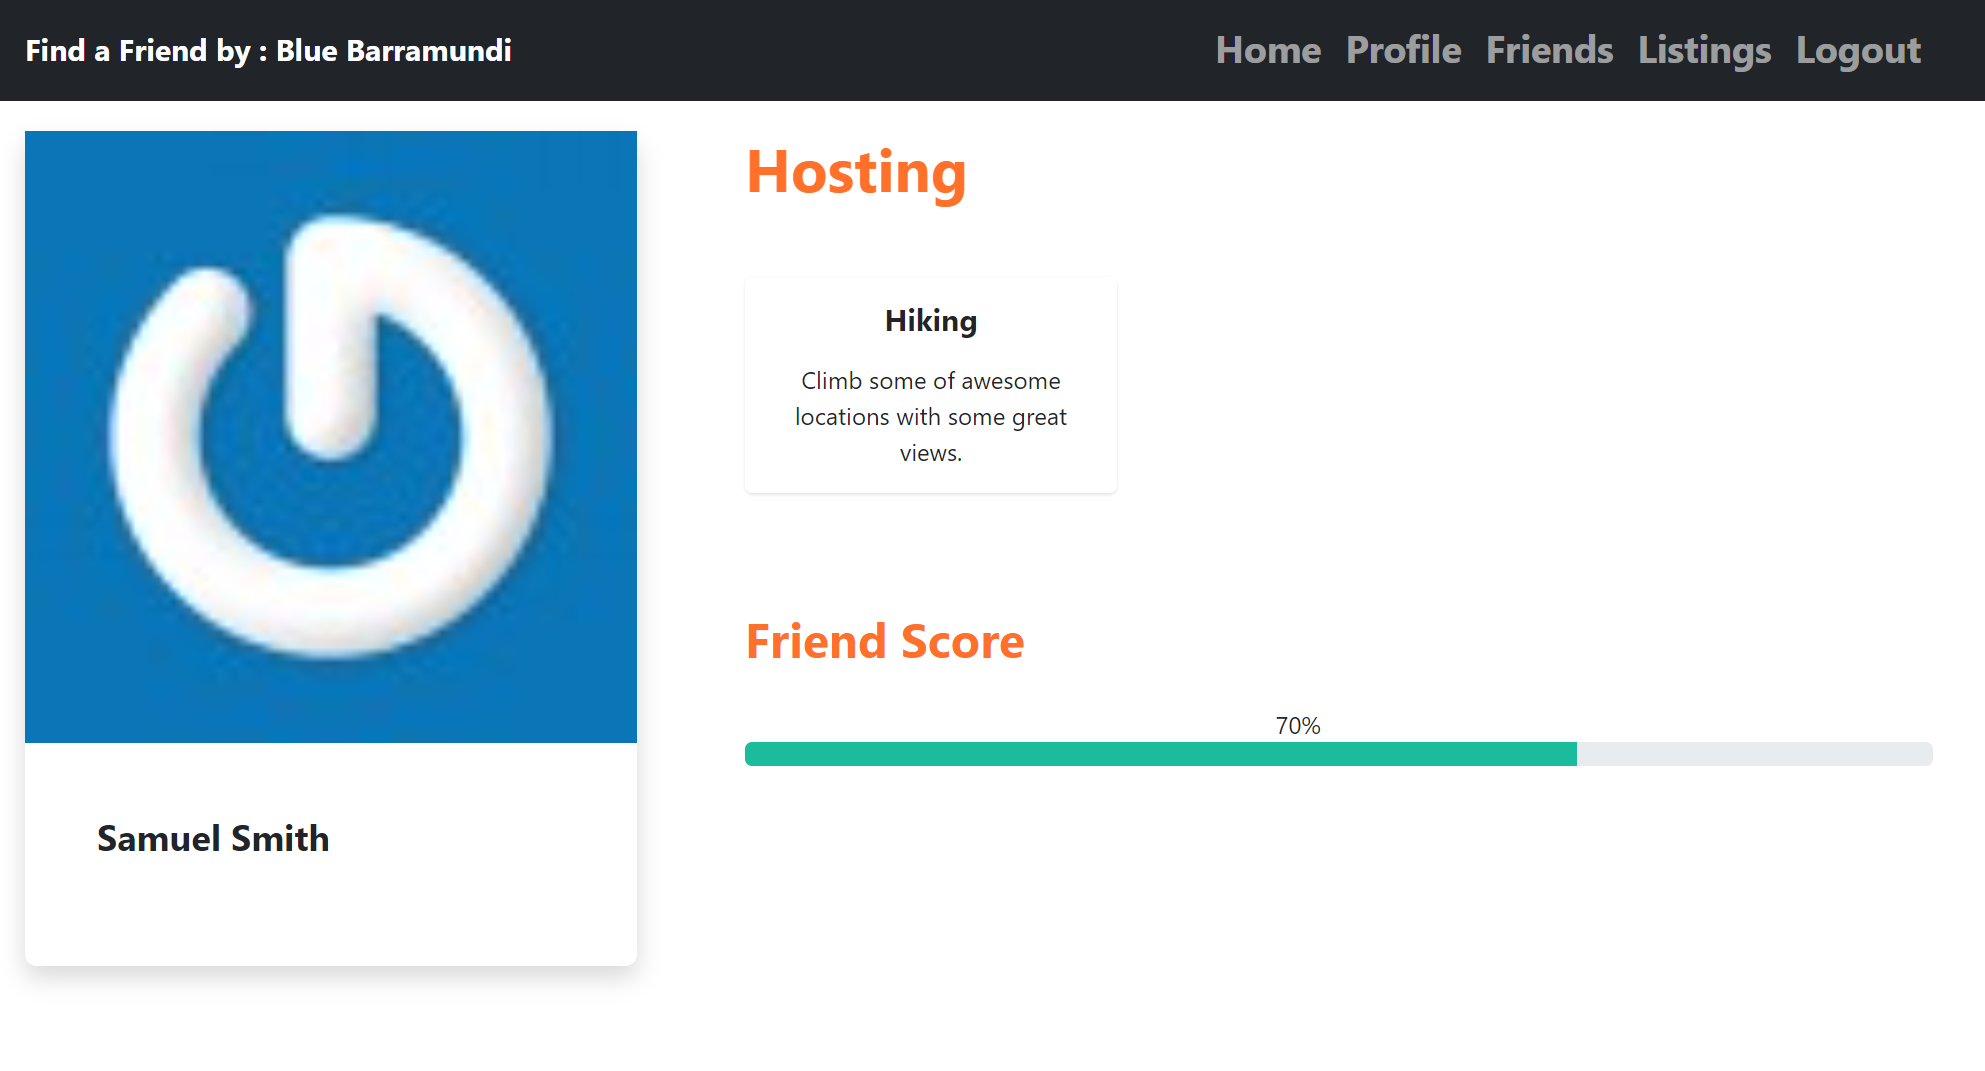 Find a Friend by : Blue Barramundi
Home Profile Friends Listings Logout
Hosting
Hiking
Climb some of awesome
locations with some great
views.
Friend Score
70%
Samuel Smith